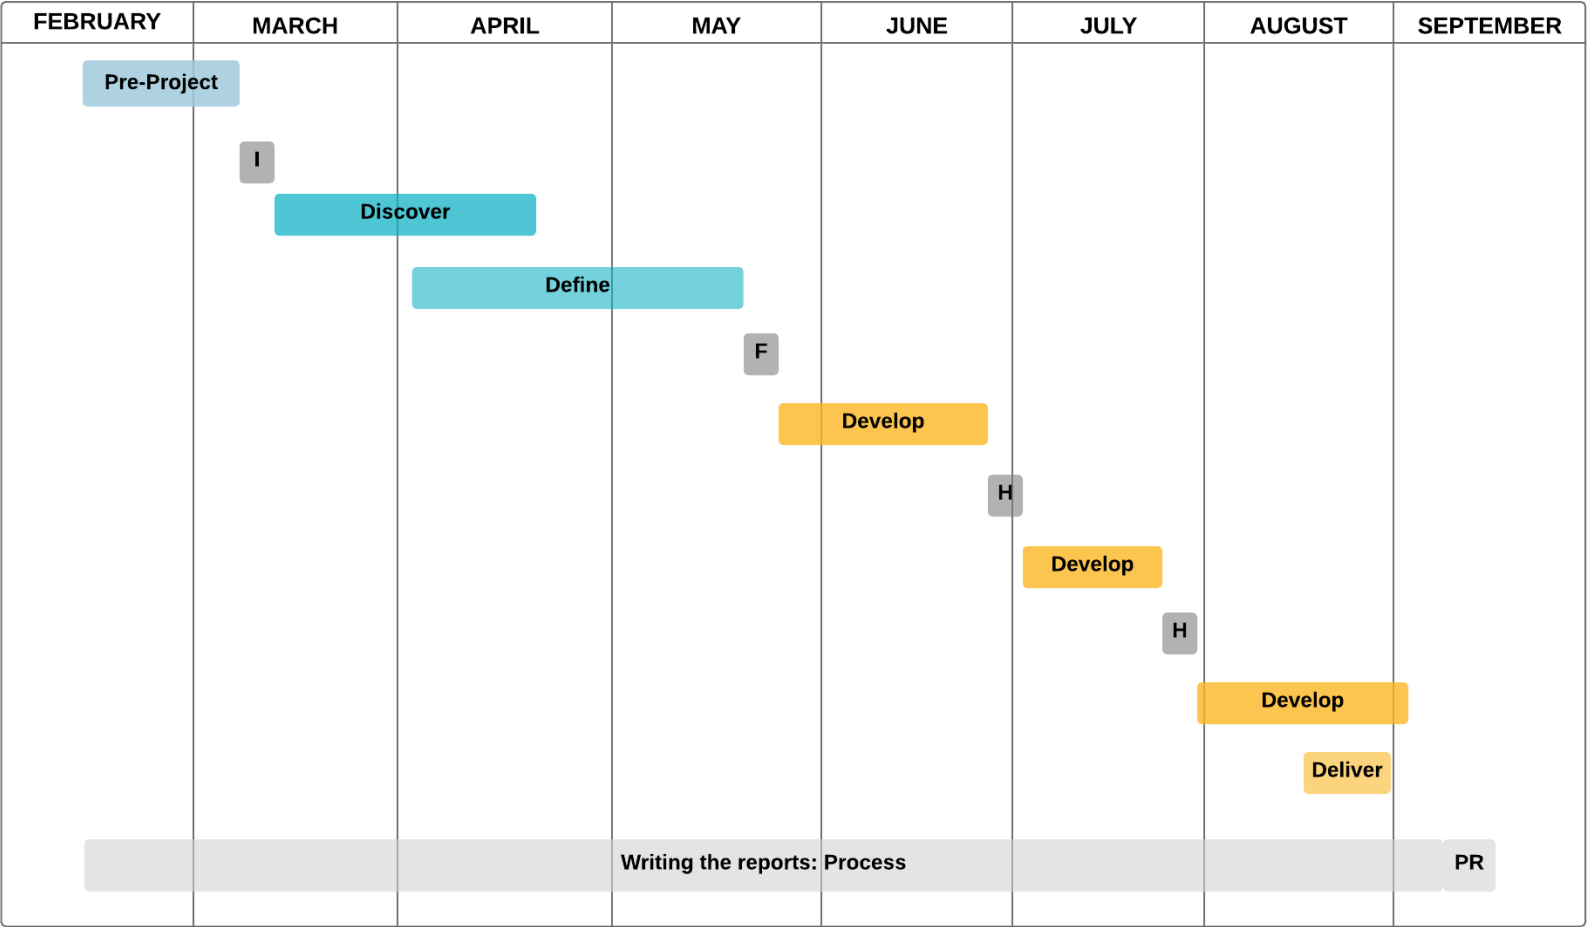 FEBRUARY MARCH APRIL MAY JUNE JULY AUGUST SEPTEMBER
Pre-Project
I
Discover
Define
F
Develop
H
Develop
H
Develop
Deliver
Writing the reports: Process PR